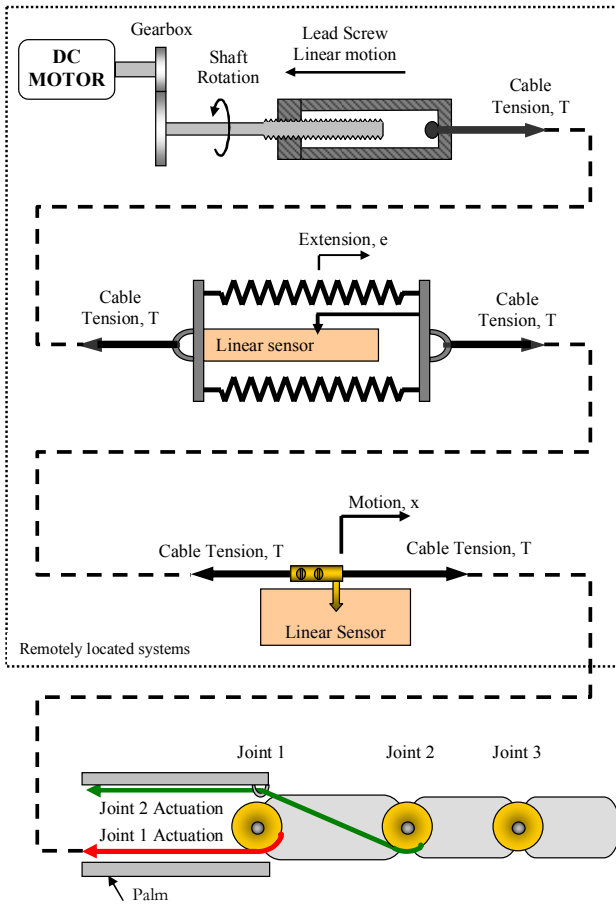 Gearbox
DC
MOTOR
Shaft
Rotation
Lead Screw
Linear motion
Cable
Tension, T
Extension, e
Cable
Tension, T
Cable
Tension, T
Linear sensor
Motion, x
Cable Tension, T
Cable Tension, T
Linear Sensor
Remotely located systems
Joint 1
Joint 2
Joint 3
Joint 2 Actuation
Joint 1 Actuation
Palm